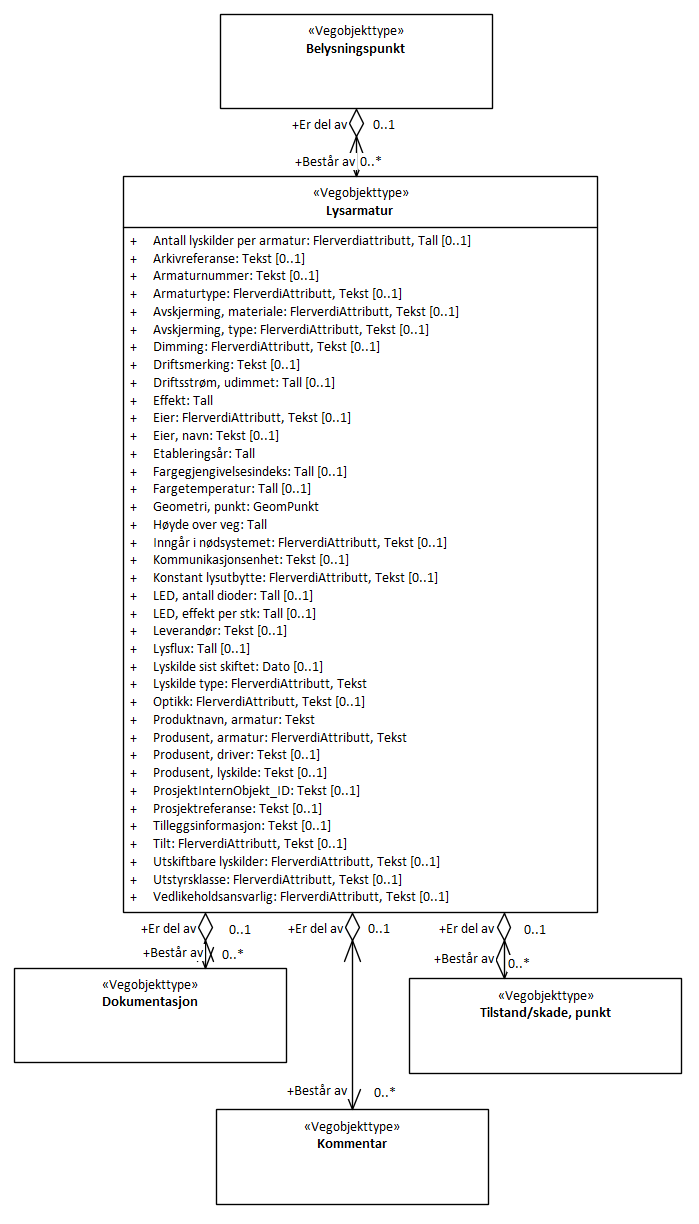 «Vegobjekttype»
Belysningspunkt
+Er del av 0..1
+Består av 0..*
«Vegobjekttype»
Lysarmatur
+ Antall lyskilder per armatur: Flerverdiattributt, Tall [0..1]
+ Arkivreferanse: Tekst [0..1]
+ Armaturnummer: Tekst [0..1]
+ Armaturtype: FlerverdiAttributt, Tekst [0..1]
+ Avskjerming, materiale: FlerverdiAttributt, Tekst [0..1]
+ Avskjerming, type: FlerverdiAttributt, Tekst [0..1]
+ Dimming: FlerverdiAttributt, Tekst [0..1]
+ Driftsmerking: Tekst [0..1]
+ Driftsstrøm, udimmet: Tall [0..1]
+ Effekt: Tall
+ Eier: FlerverdiAttributt, Tekst [0..1]
+ Eier, navn: Tekst [0..1]
+ Etableringsår: Tall
+ Fargegjengivelsesindeks: Tall [0..1]
+ Fargetemperatur: Tall [0..1]
+ Geometri, punkt: GeomPunkt
+ Høyde over veg: Tall
+ Inngår i nødsystemet: FlerverdiAttributt, Tekst [0..1]
+ Kommunikasjonsenhet: Tekst [0..1]
+ Konstant lysutbytte: FlerverdiAttributt, Tekst [0..1]
+ LED, antall dioder: Tall [0..1]
+ LED, effekt per stk: Tall [0..1]
+ Leverandør: Tekst [0..1]
+ Lysflux: Tall [0..1]
+ Lyskilde sist skiftet: Dato [0..1]
+ Lyskilde type: FlerverdiAttributt, Tekst
+ Optikk: FlerverdiAttributt, Tekst [0..1]
+ Produktnavn, armatur: Tekst
+ Produsent, armatur: FlerverdiAttributt, Tekst
+ Produsent, driver: Tekst [0..1]
+ Produsent, lyskilde: Tekst [0..1]
+ ProsjektInternObjekt_ID: Tekst [0..1]
+ Prosjektreferanse: Tekst [0..1]
+ Tilleggsinformasjon: Tekst [0..1]
+ Tilt: FlerverdiAttributt, Tekst [0..1]
+ Utskiftbare lyskilder: FlerverdiAttributt, Tekst [0..1]
+ Utstyrsklasse: FlerverdiAttributt, Tekst [0..1]
+ Vedlikeholdsansvarlig: FlerverdiAttributt, Tekst [0..1]
+Er del av 0..1 +Er del av 0..1 +Er del av 0..1
+Består av 0..* +Består av 0..*
«Vegobjekttype»
Dokumentasjon
«Vegobjekttype»
Tilstand/skade, punkt
+Består av 0..*
«Vegobjekttype»
Kommentar